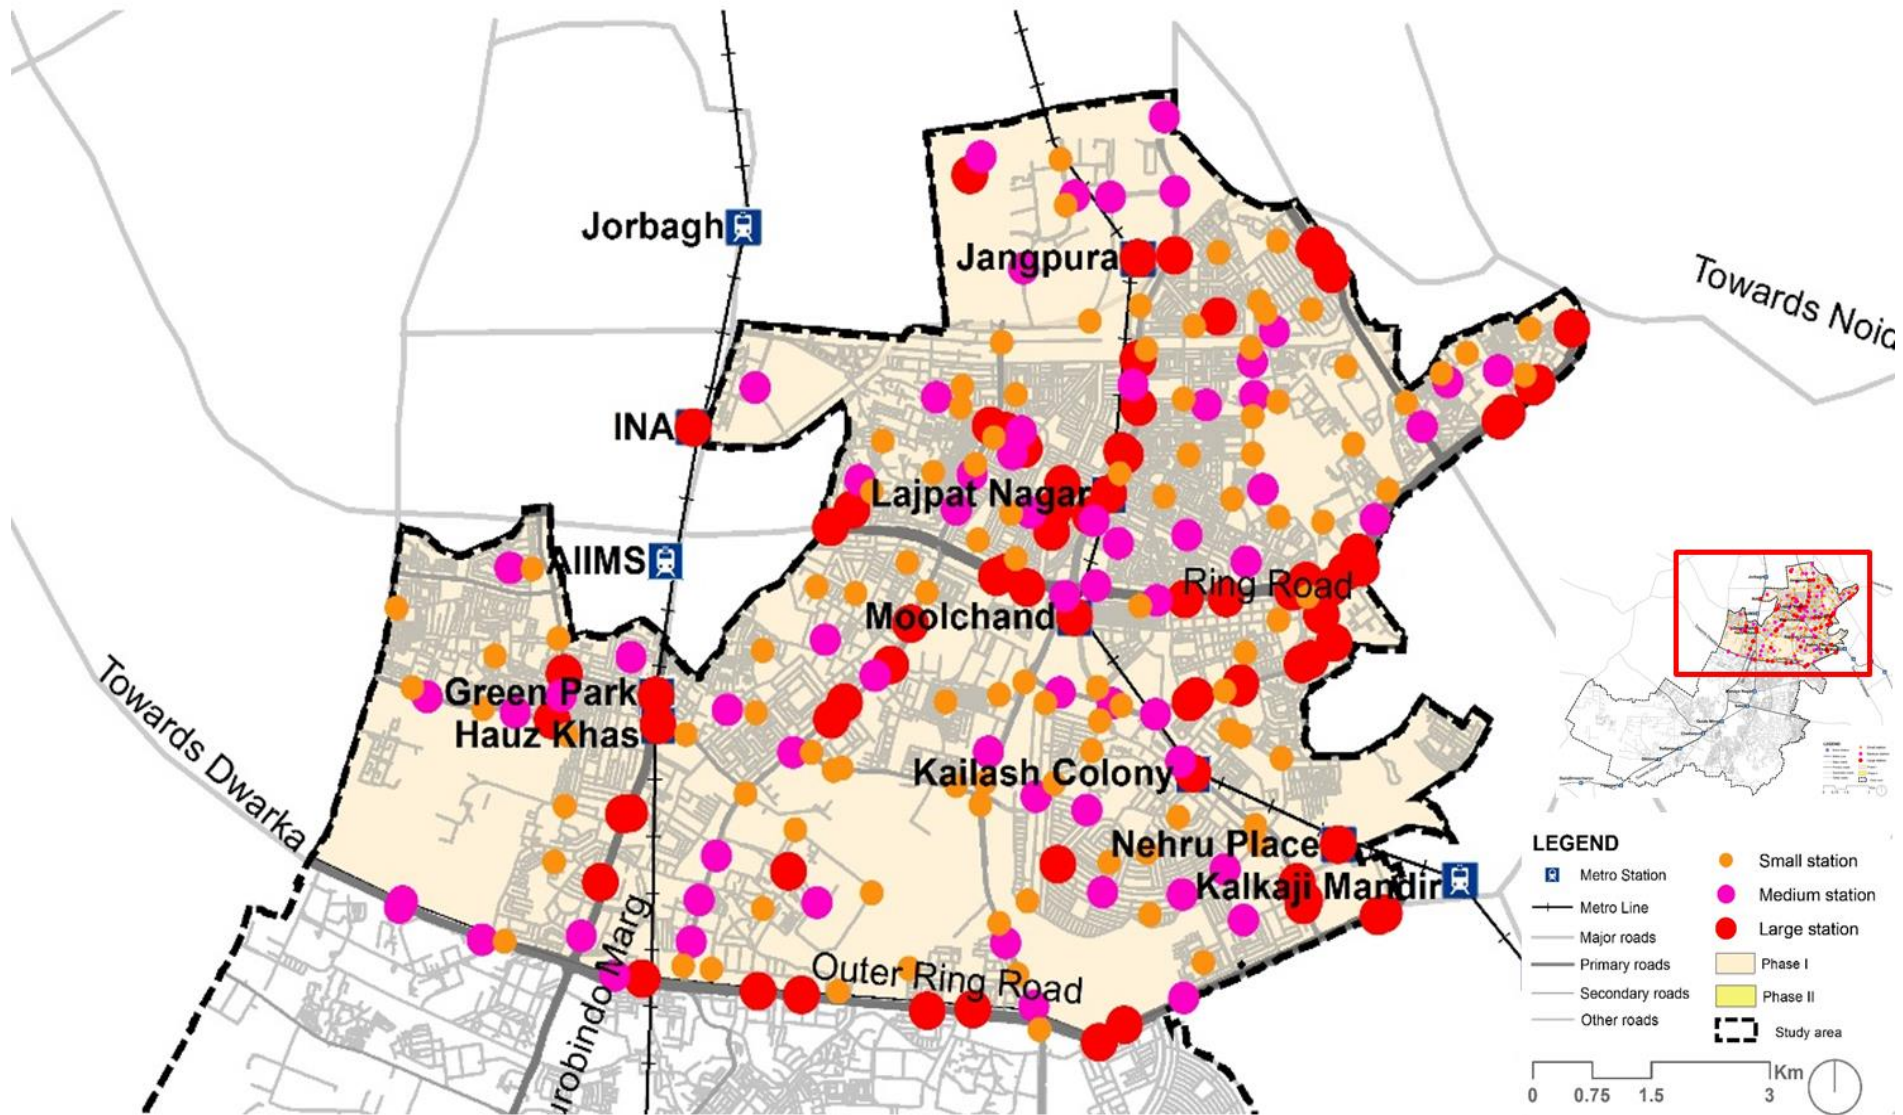 Jorbagh
Jangpura
Towards Noid
INA
Lajpat Nagar
AIIMS
Ring Road
Moolchand
Green Park
Hauz Khas
Towards Dwarka
Kailash Colony
Nehru Place
Kalkaji Mandir
Marg
urobindo
Outer Ring Road
LEGEND
Metro Station
Metro Line
Major roads
Primary roads
Secondary roads
Other roads
Small station
Medium station
Large station
Phase I
Phase II
Study area
Km
0 0.75 1.5 3